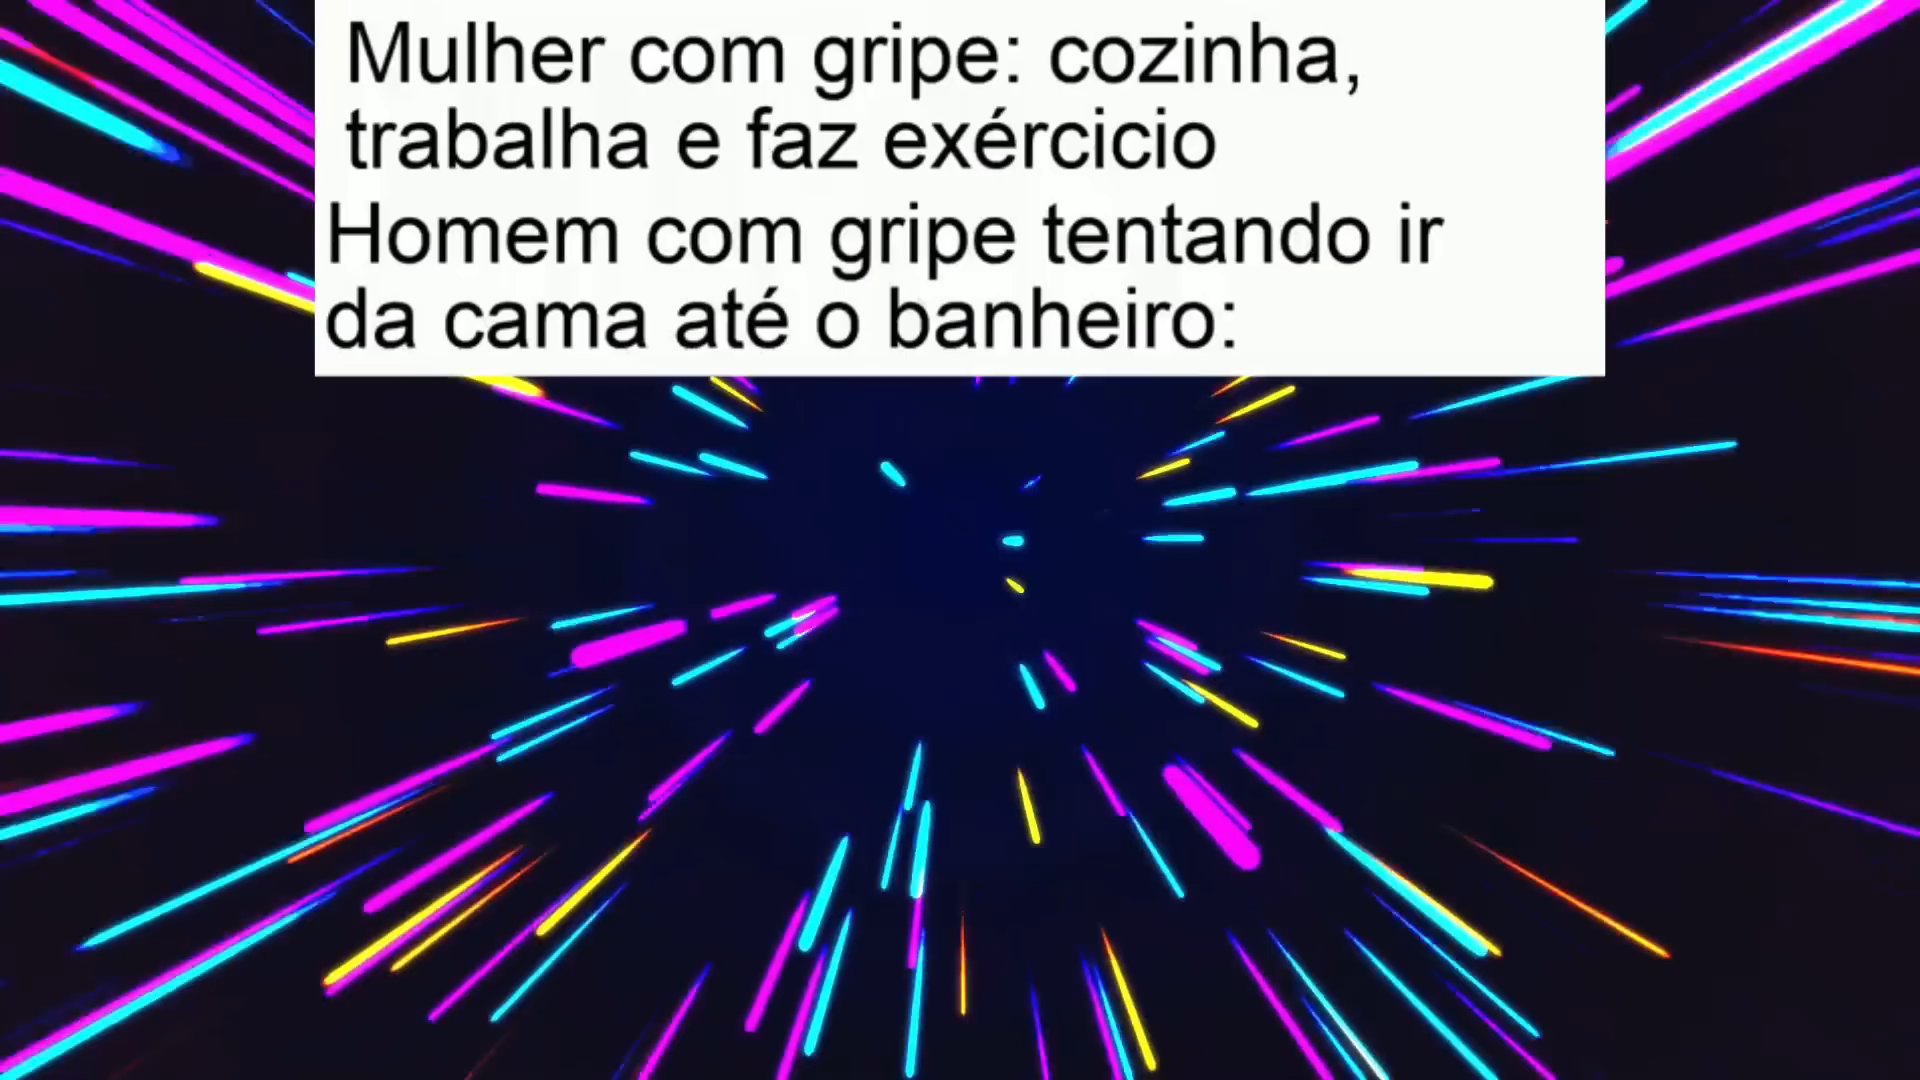 Mulher com gripe: cozinha,
trabalha e faz exércicio
Homem com gripe tentando ir
da cama até o banheiro: